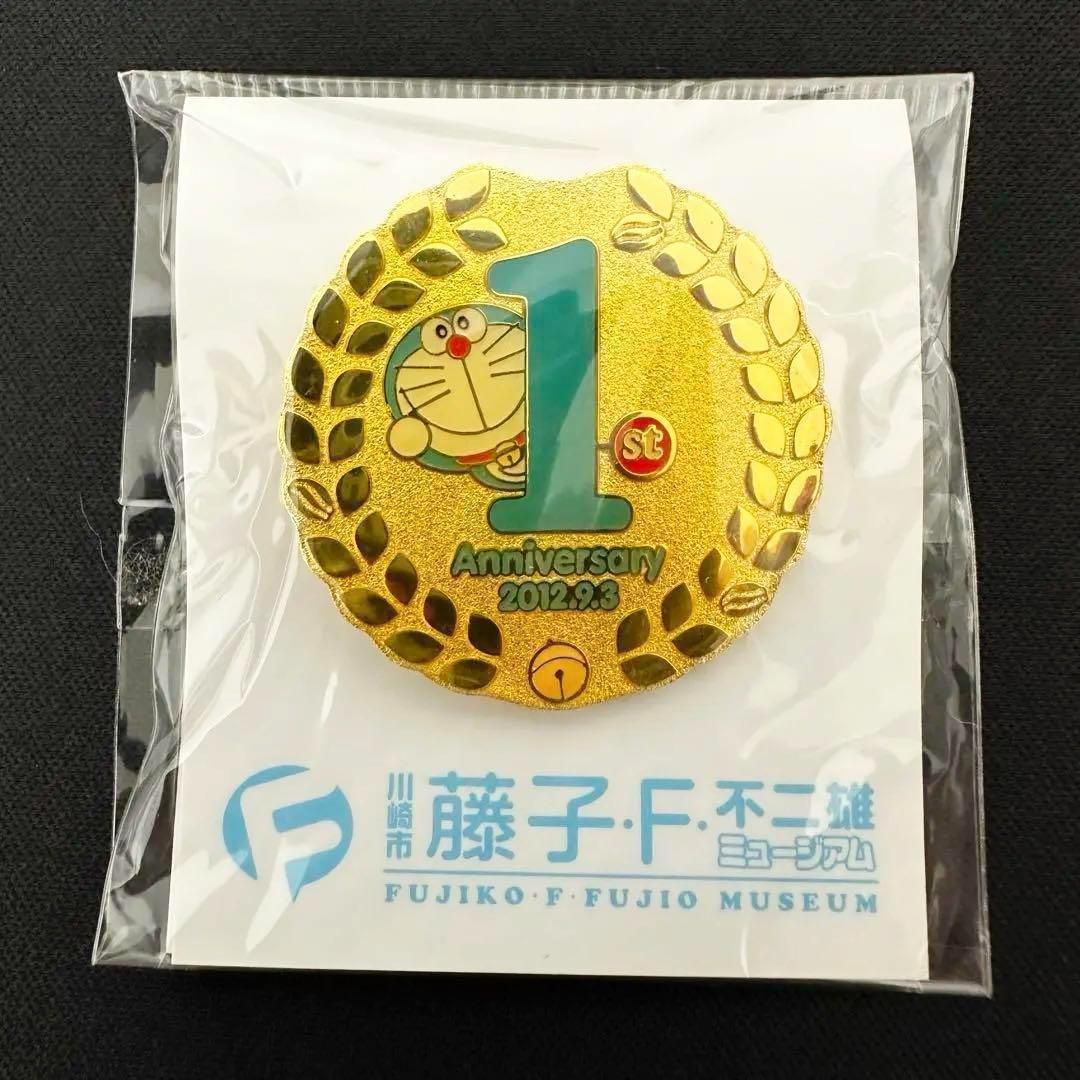 1
st
Anniversary
2012.9.3
川崎市
藤子・F・不二雄
ミュージアム
FUJIKO・F・FUJIO MUSEUM